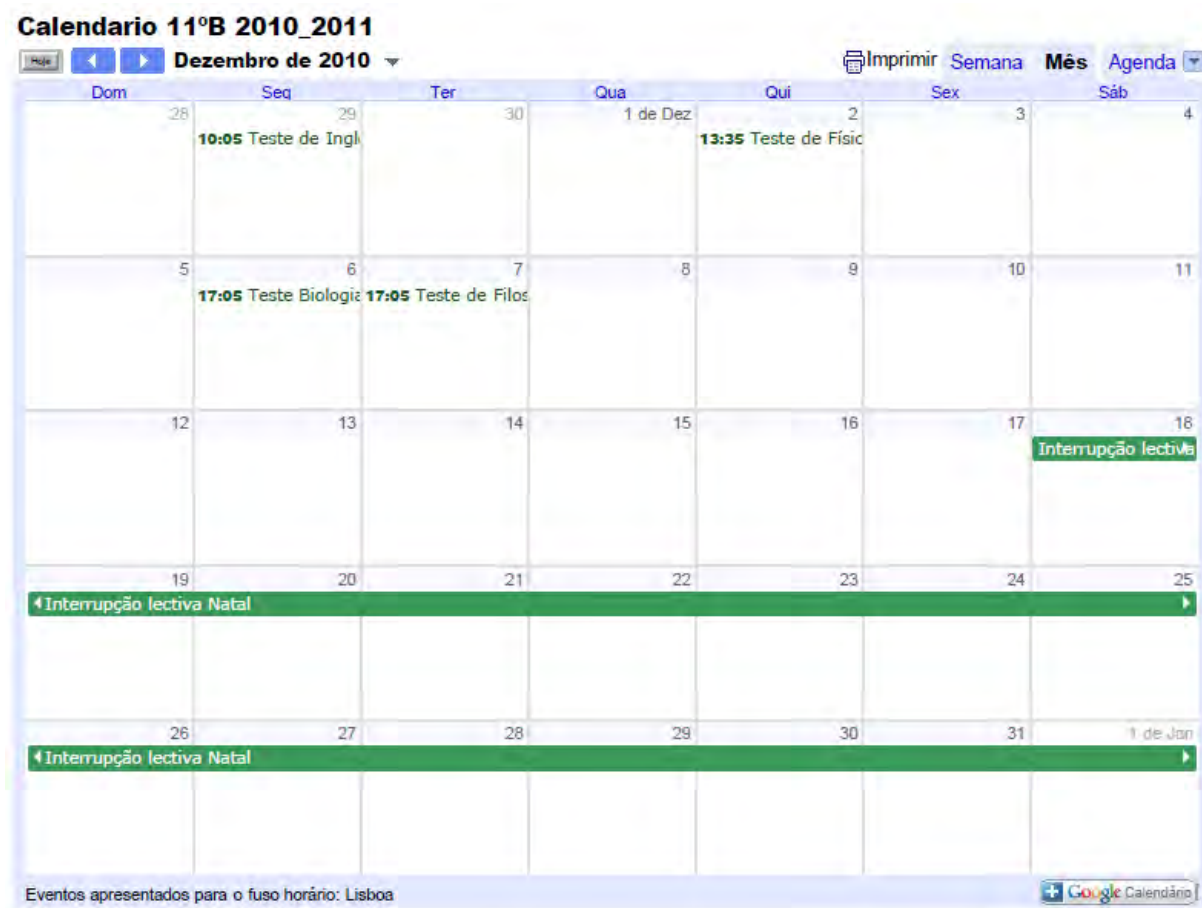 Calendario 11ºB 2010_2011
Hoje Dezembro de 2010 Imprimir Semana Mês Agenda
Dom Seg Ter Qua Qui Sex Sáb
28 29 30 1 de Dez 2 3 4
10:05 Teste de Ingl 13:35 Teste de Físic
5 6 7 8 9 10 11
17:05 Teste Biologia 17:05 Teste de Filos
12 13 14 15 16 17 18
Interrupção lectiva
19 20 21 22 23 24 25
Interrupção lectiva Natal
26 27 28 29 30 31 1 de Jan
Interrupção lectiva Natal
Eventos apresentados para o fuso horário: Lisboa Google Calendário